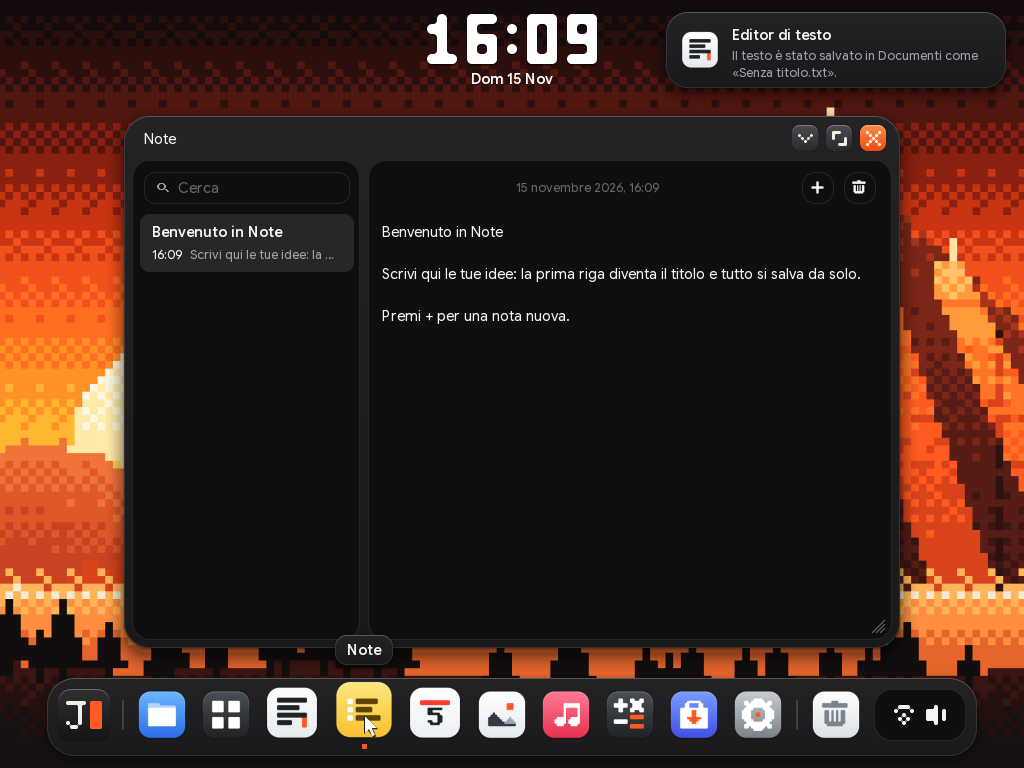 16:09
Dom 15 Nov
Editor di testo
Il testo è stato salvato in Documenti come
«Senza titolo.txt».
Note
Cerca
Benvenuto in Note
16:09 Scrivi qui le tue idee: la ...
15 novembre 2026, 16:09
Benvenuto in Note
Scrivi qui le tue idee: la prima riga diventa il titolo e tutto si salva da solo.
Premi + per una nota nuova.
Note
5